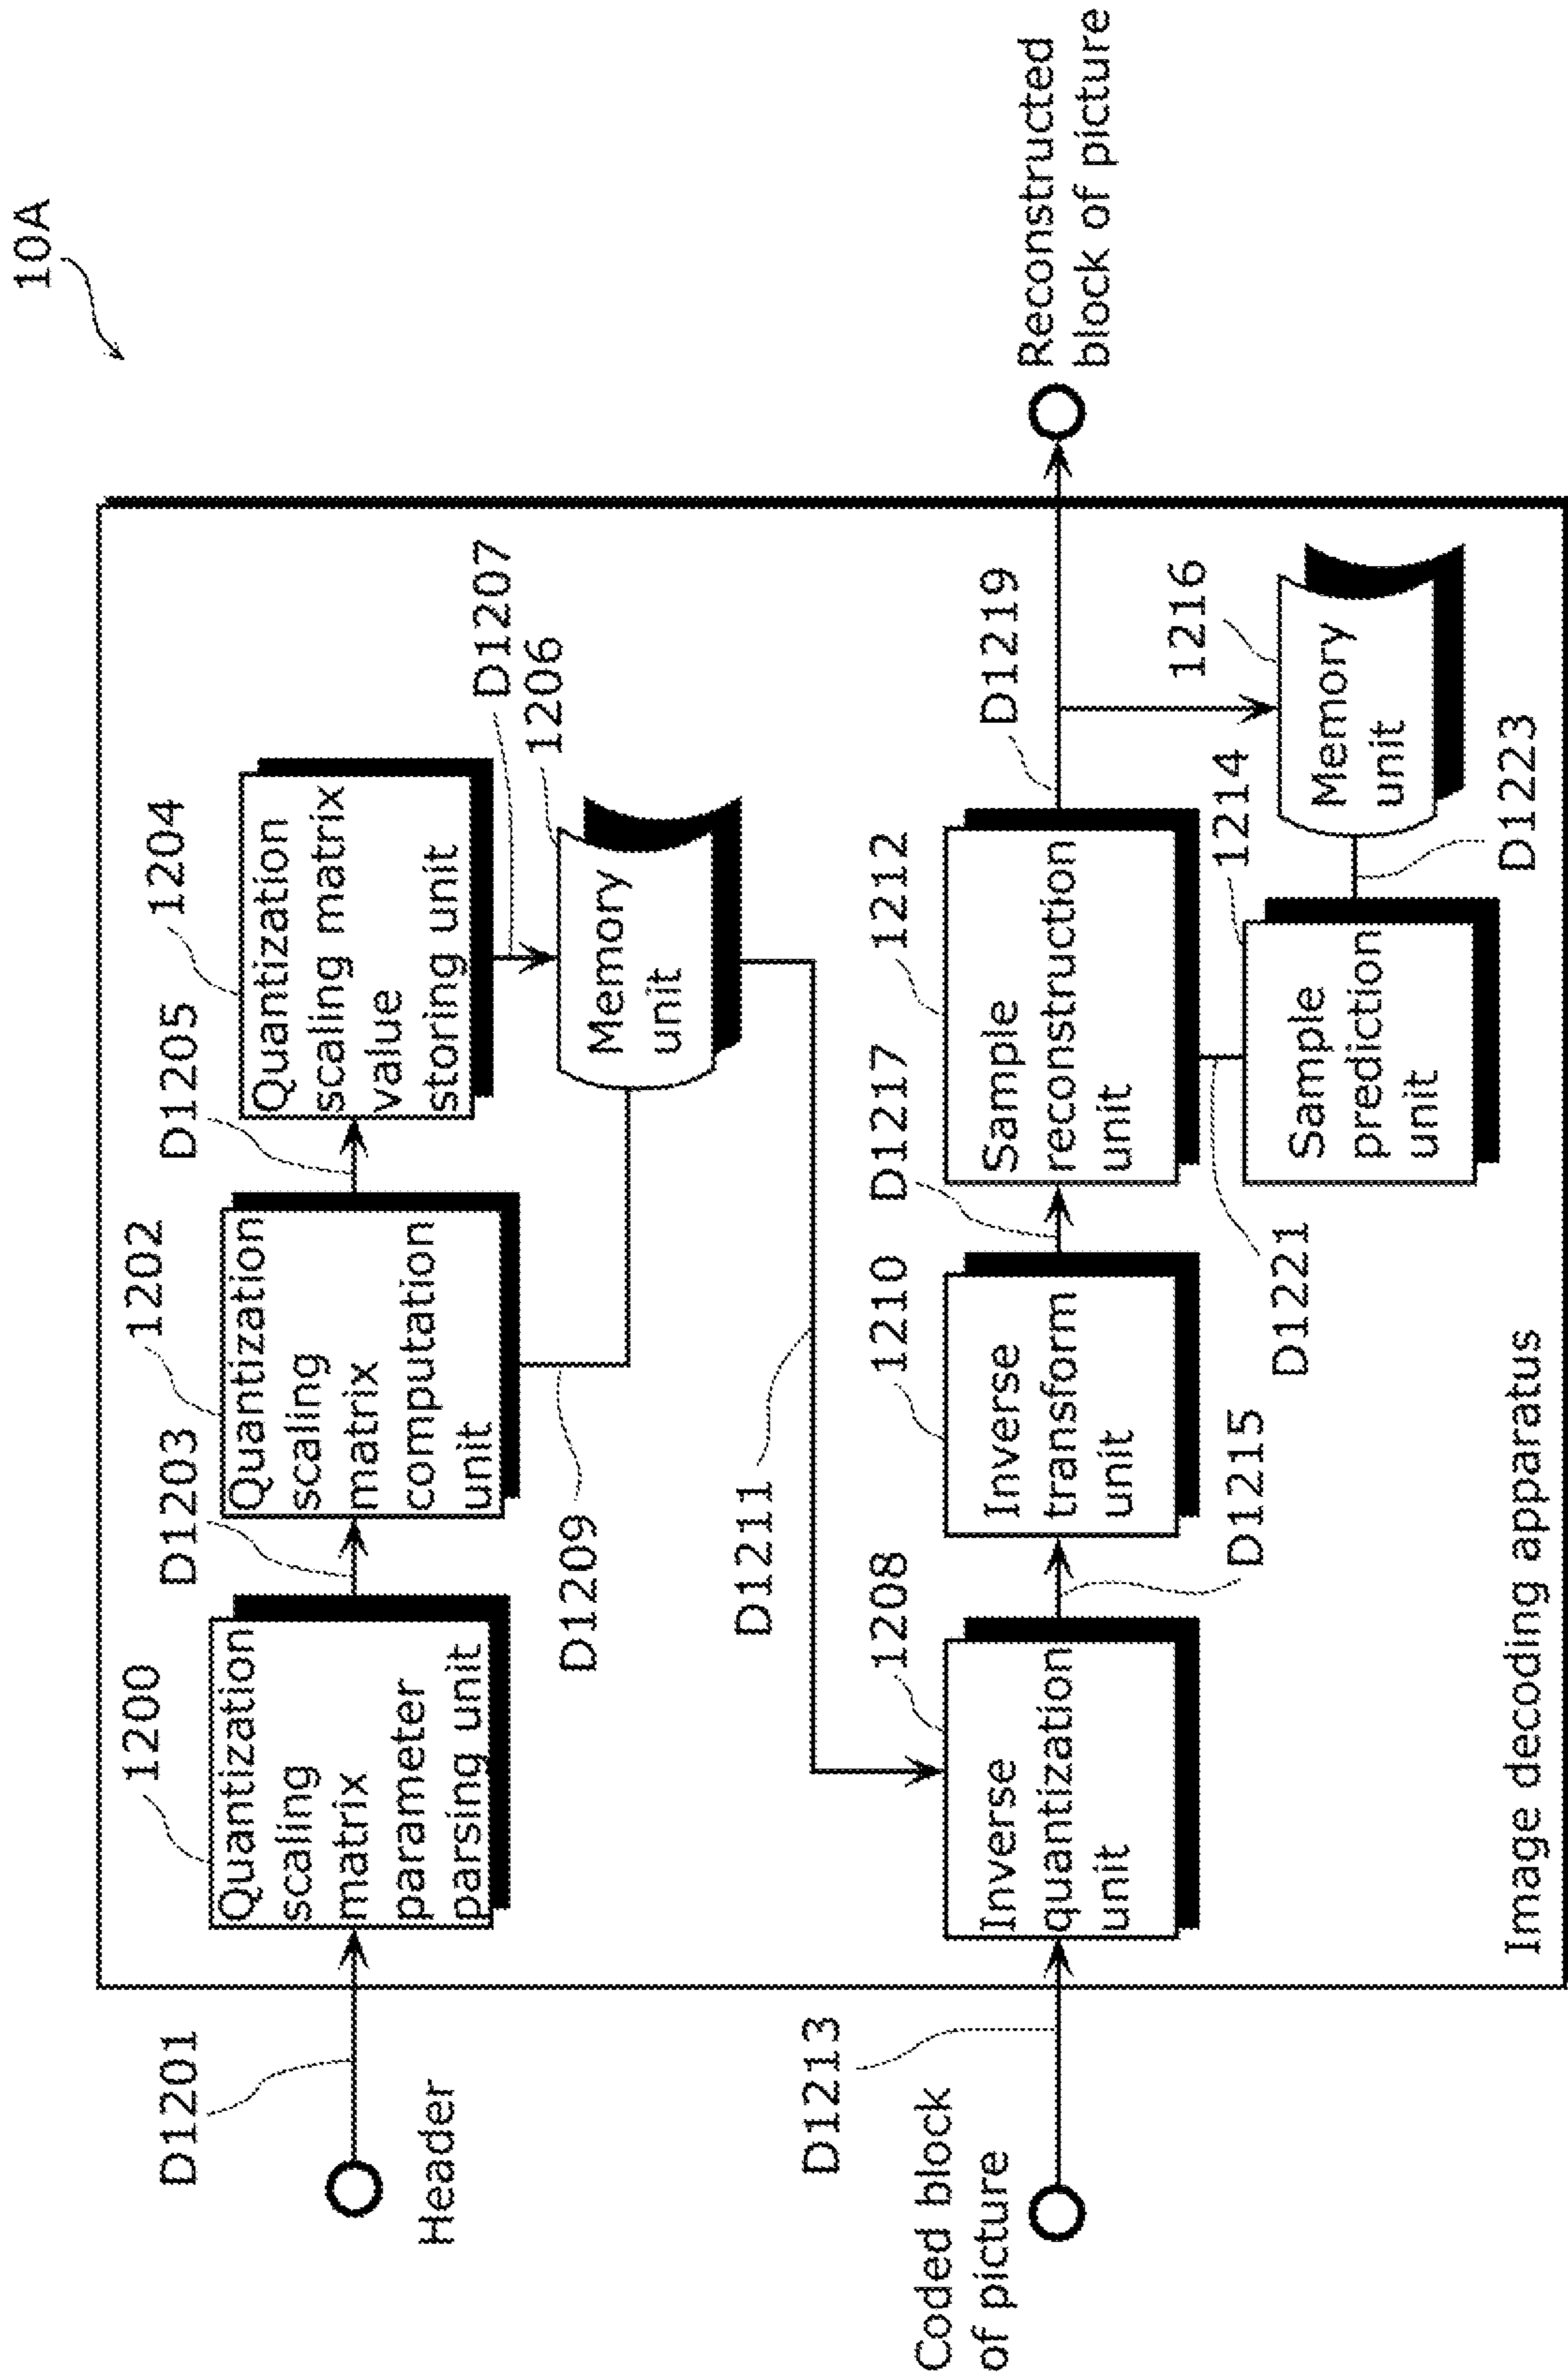 10A
D1201
Header
1200
Quantization
scaling
matrix
parameter
parsing unit
D1203
1202
Quantization
scaling
matrix
computation
unit
D1205
1204
Quantization
scaling matrix
value
storing unit
D1207
1206
Memory
unit
D1209
D1211
D1213
Coded block
of picture
1208
Inverse
quantization
unit
D1215
1210
Inverse
transform
unit
D1217
1212
Sample
reconstruction
unit
D1219
Reconstructed
block of picture
D1221
1214
Sample
prediction
unit
1216
Memory
unit
D1223
Image decoding apparatus